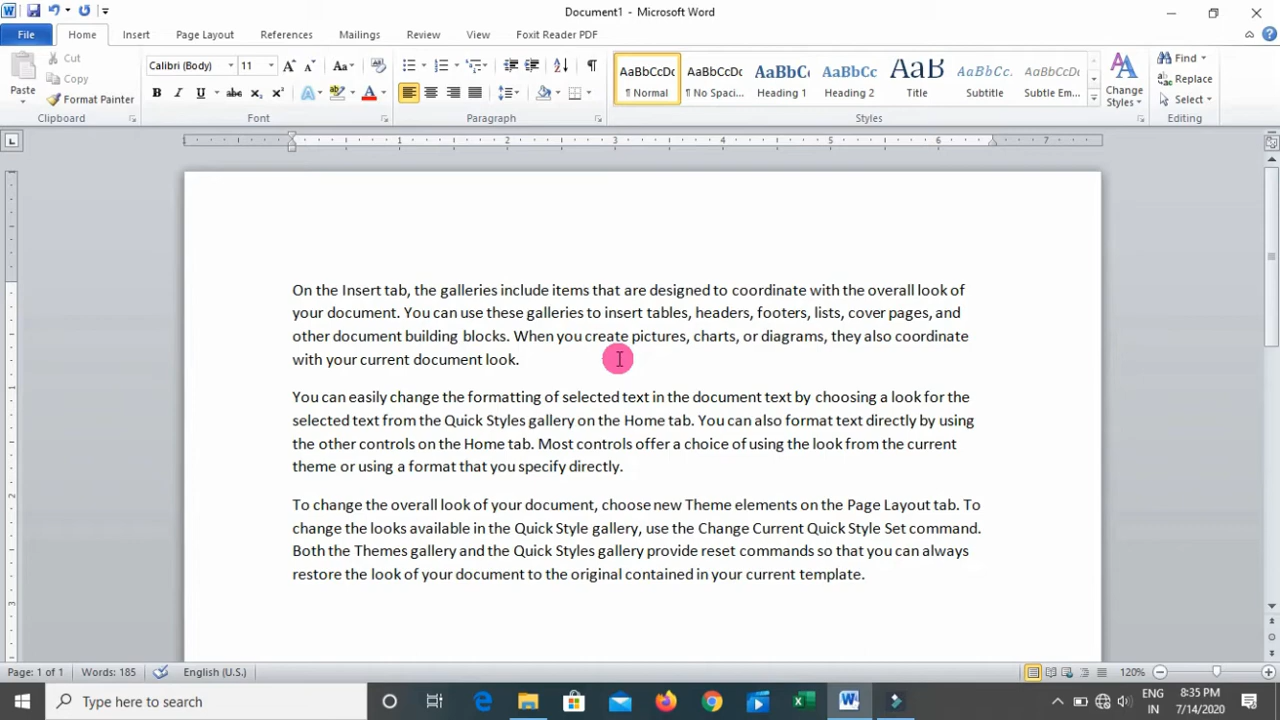 Document1 - Microsoft Word
File Home Insert Page Layout References Mailings Review View Foxit Reader PDF
Paste
Cut
Copy
Format Painter
Clipboard
Calibri (Body) 11
Font
Paragraph
AaBbCcDc AaBbCcDc AaBbC AaBbCc AaB AaBbCc. AaBbCcDc
¶ Normal ¶ No Spaci... Heading 1 Heading 2 Title Subtitle Subtle Em...
Styles
Change
Styles
Find
Replace
Select
Editing
1 2 3 4 5 6 7
On the Insert tab, the galleries include items that are designed to coordinate with the overall look of
your document. You can use these galleries to insert tables, headers, footers, lists, cover pages, and
other document building blocks. When you create pictures, charts, or diagrams, they also coordinate
with your current document look.
You can easily change the formatting of selected text in the document text by choosing a look for the
selected text from the Quick Styles gallery on the Home tab. You can also format text directly by using
the other controls on the Home tab. Most controls offer a choice of using the look from the current
theme or using a format that you specify directly.
To change the overall look of your document, choose new Theme elements on the Page Layout tab. To
change the looks available in the Quick Style gallery, use the Change Current Quick Style Set command.
Both the Themes gallery and the Quick Styles gallery provide reset commands so that you can always
restore the look of your document to the original contained in your current template.
Page: 1 of 1 Words: 185 English (U.S.) 120%
Type here to search
ENG
IN
8:35 PM
7/14/2020